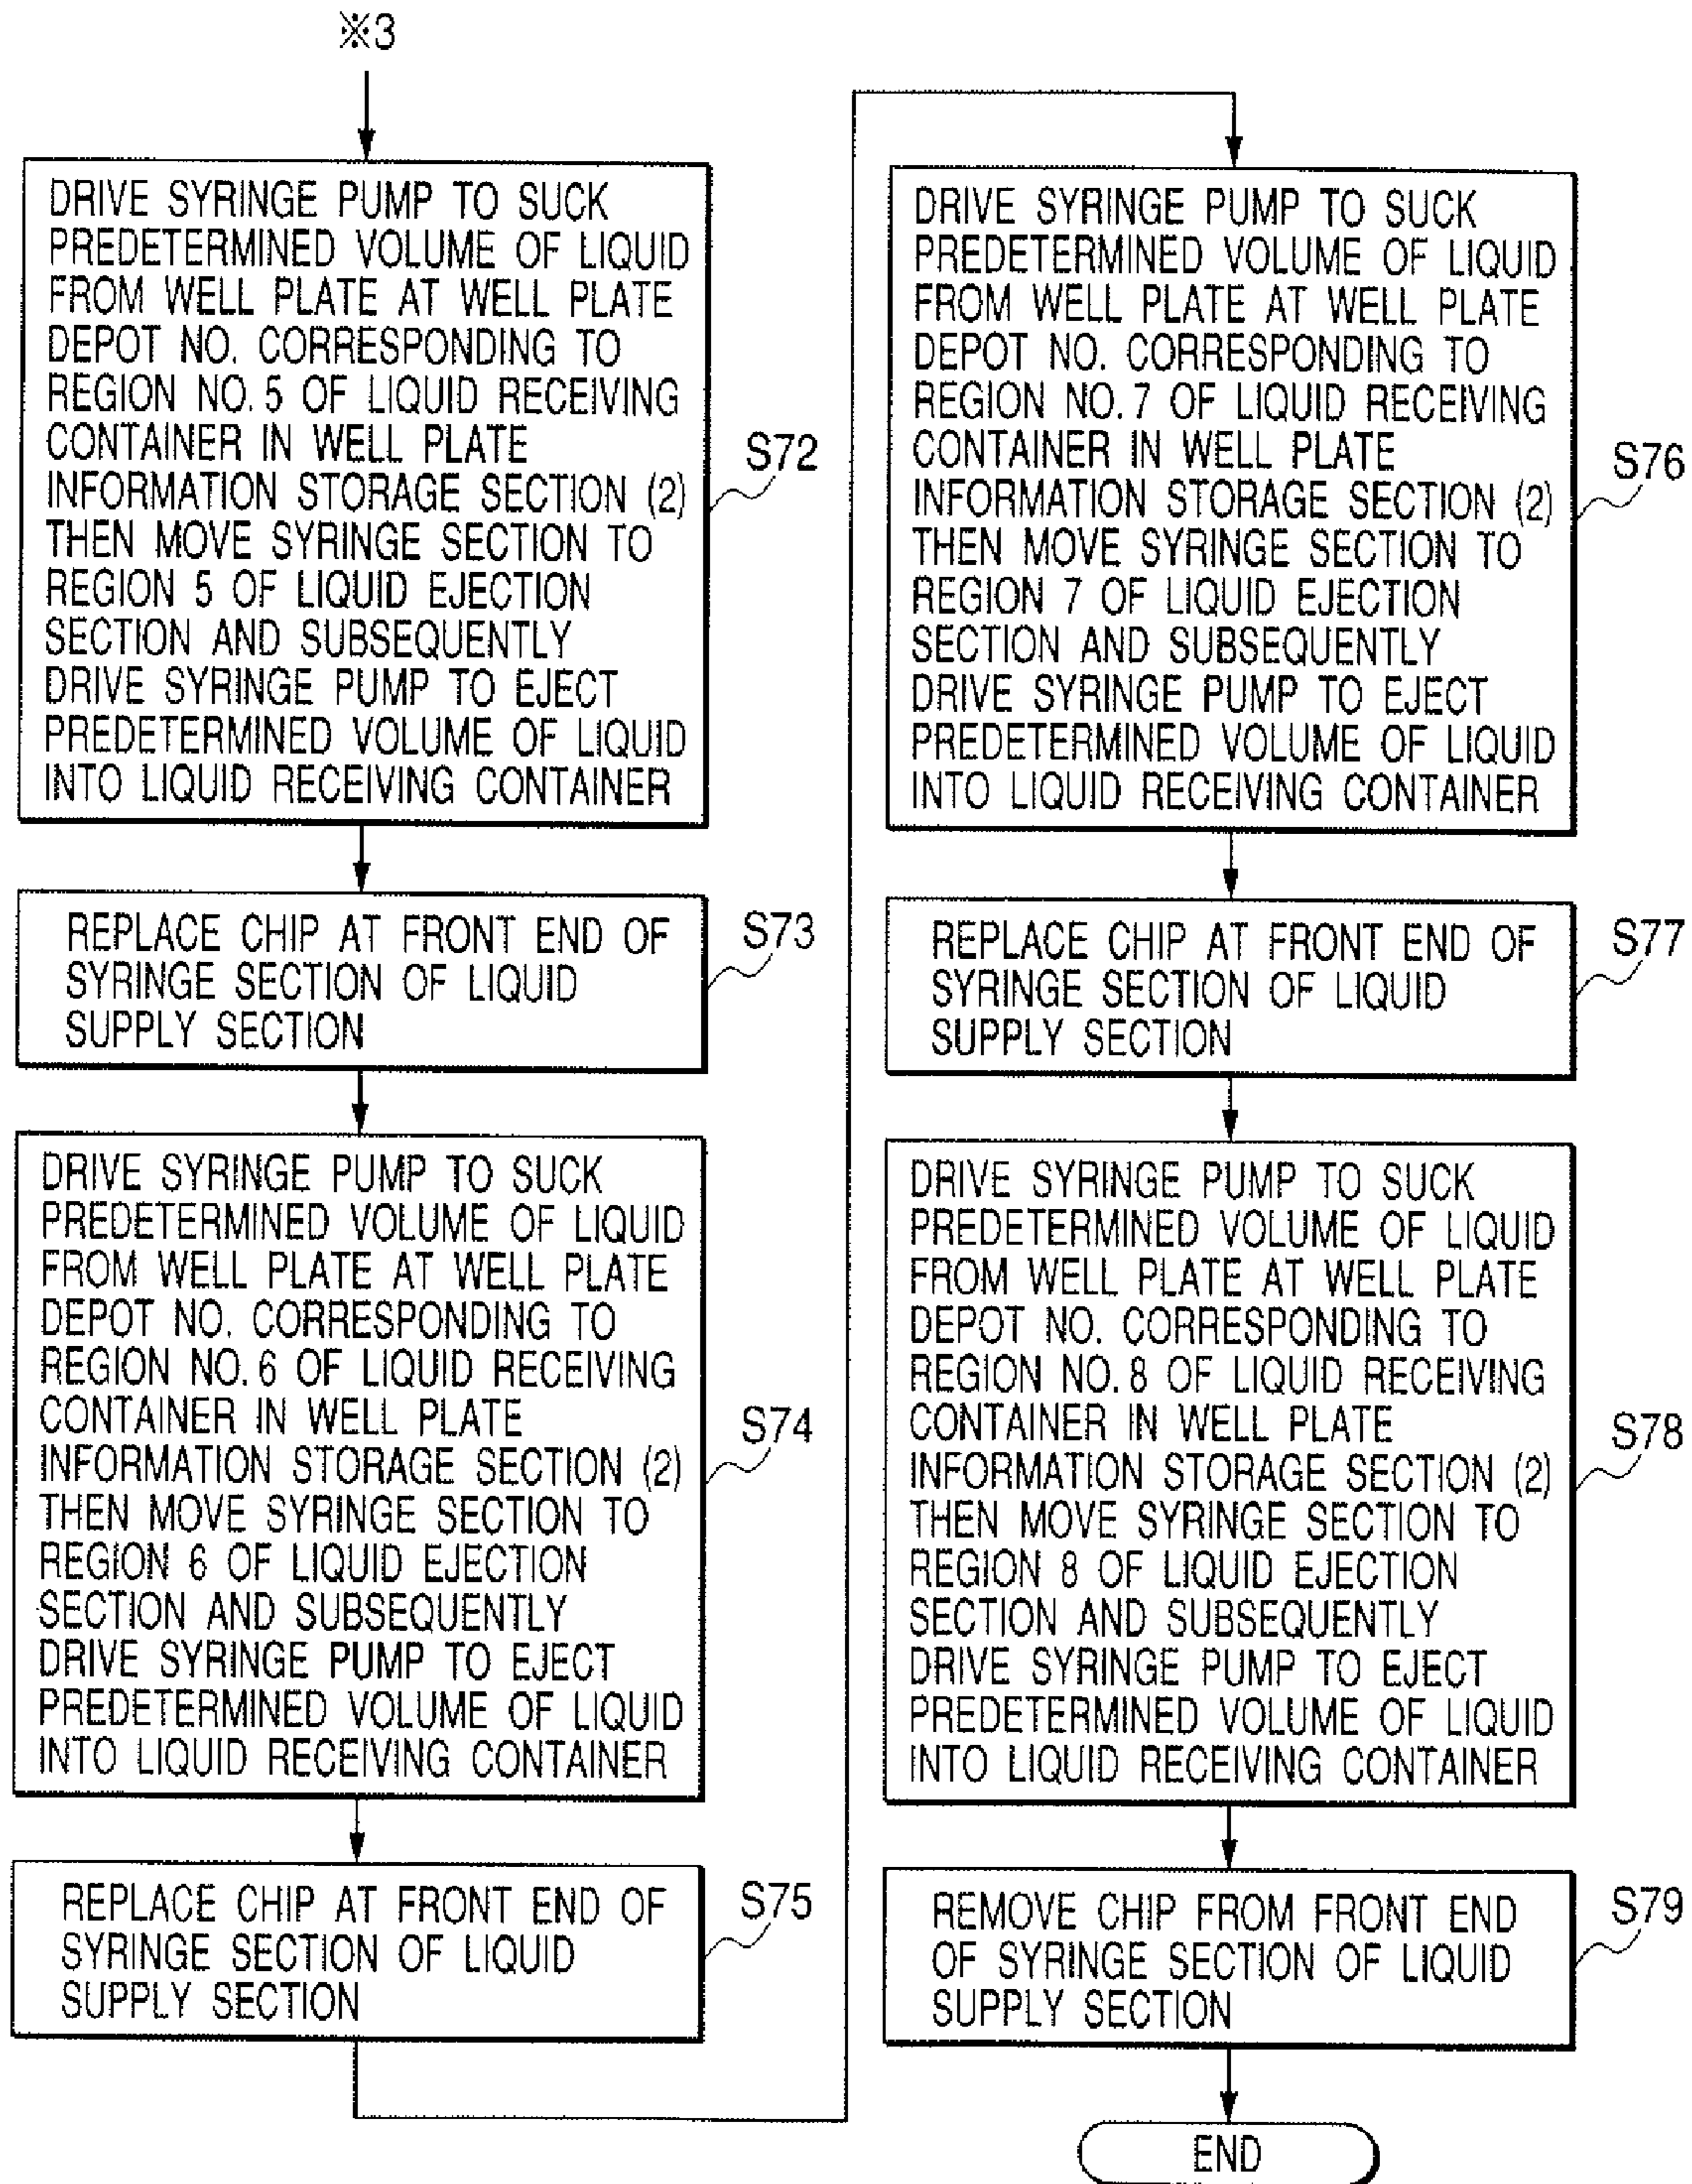 ※3
DRIVE SYRINGE PUMP TO SUCK
PREDETERMINED VOLUME OF LIQUID
FROM WELL PLATE AT WELL PLATE
DEPOT NO. CORRESPONDING TO
REGION NO. 5 OF LIQUID RECEIVING
CONTAINER IN WELL PLATE
INFORMATION STORAGE SECTION (2)
THEN MOVE SYRINGE SECTION TO
REGION 5 OF LIQUID EJECTION
SECTION AND SUBSEQUENTLY
DRIVE SYRINGE PUMP TO EJECT
PREDETERMINED VOLUME OF LIQUID
INTO LIQUID RECEIVING CONTAINER
S72
REPLACE CHIP AT FRONT END OF
SYRINGE SECTION OF LIQUID
SUPPLY SECTION
S73
DRIVE SYRINGE PUMP TO SUCK
PREDETERMINED VOLUME OF LIQUID
FROM WELL PLATE AT WELL PLATE
DEPOT NO. CORRESPONDING TO
REGION NO. 6 OF LIQUID RECEIVING
CONTAINER IN WELL PLATE
INFORMATION STORAGE SECTION (2)
THEN MOVE SYRINGE SECTION TO
REGION 6 OF LIQUID EJECTION
SECTION AND SUBSEQUENTLY
DRIVE SYRINGE PUMP TO EJECT
PREDETERMINED VOLUME OF LIQUID
INTO LIQUID RECEIVING CONTAINER
S74
REPLACE CHIP AT FRONT END OF
SYRINGE SECTION OF LIQUID
SUPPLY SECTION
S75
DRIVE SYRINGE PUMP TO SUCK
PREDETERMINED VOLUME OF LIQUID
FROM WELL PLATE AT WELL PLATE
DEPOT NO. CORRESPONDING TO
REGION NO. 7 OF LIQUID RECEIVING
CONTAINER IN WELL PLATE
INFORMATION STORAGE SECTION (2)
THEN MOVE SYRINGE SECTION TO
REGION 7 OF LIQUID EJECTION
SECTION AND SUBSEQUENTLY
DRIVE SYRINGE PUMP TO EJECT
PREDETERMINED VOLUME OF LIQUID
INTO LIQUID RECEIVING CONTAINER
S76
REPLACE CHIP AT FRONT END OF
SYRINGE SECTION OF LIQUID
SUPPLY SECTION
S77
DRIVE SYRINGE PUMP TO SUCK
PREDETERMINED VOLUME OF LIQUID
FROM WELL PLATE AT WELL PLATE
DEPOT NO. CORRESPONDING TO
REGION NO. 8 OF LIQUID RECEIVING
CONTAINER IN WELL PLATE
INFORMATION STORAGE SECTION (2)
THEN MOVE SYRINGE SECTION TO
REGION 8 OF LIQUID EJECTION
SECTION AND SUBSEQUENTLY
DRIVE SYRINGE PUMP TO EJECT
PREDETERMINED VOLUME OF LIQUID
INTO LIQUID RECEIVING CONTAINER
S78
REMOVE CHIP FROM FRONT END
OF SYRINGE SECTION OF LIQUID
SUPPLY SECTION
S79
END